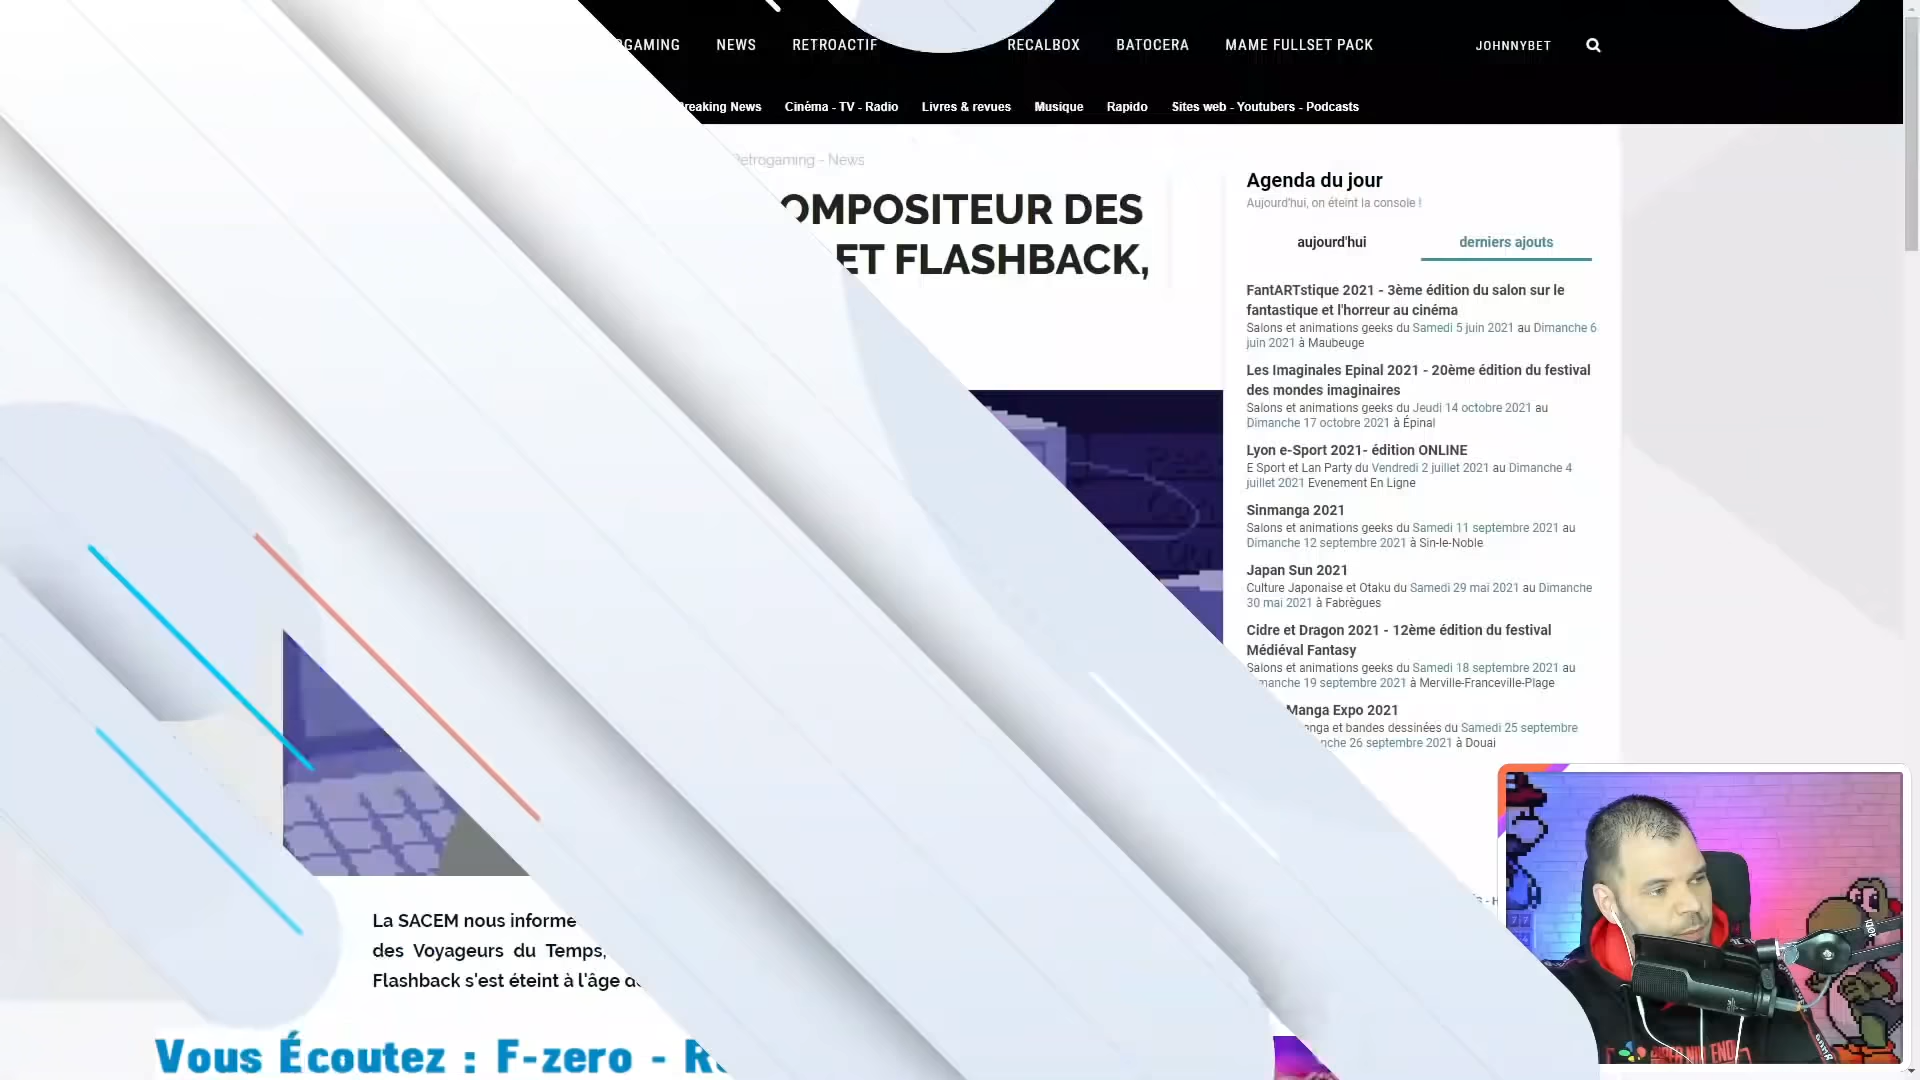 NEWS
RETROACTIF
RECALBOX
BATOCERA
MAME FULLSET PACK
JOHNNYBET
Cinéma - TV - Radio
Livres & revues
Musique
Rapido
Sites web - Youtubers - Podcasts
Retrogaming - News
OMPOSITEUR DES
ET FLASHBACK,
Agenda du jour
Aujourd'hui, on éteint la console !
aujourd'hui
derniers ajouts
FantARTstique 2021 - 3ème édition du salon sur le
fantastique et l'horreur au cinéma
Salons et animations geeks du Samedi 5 juin 2021 au Dimanche 6
juin 2021 à Maubeuge
Les Imaginales Epinal 2021 - 20ème édition du festival
des mondes imaginaires
Salons et animations geeks du Jeudi 14 octobre 2021 au
Dimanche 17 octobre 2021 à Épinal
Lyon e-Sport 2021- édition ONLINE
E Sport et Lan Party du Vendredi 2 juillet 2021 au Dimanche 4
juillet 2021 Evenement En Ligne
Sinmanga 2021
Salons et animations geeks du Samedi 11 septembre 2021 au
Dimanche 12 septembre 2021 à Sin-le-Noble
Japan Sun 2021
Culture Japonaise et Otaku du Samedi 29 mai 2021 au Dimanche
30 mai 2021 à Fabrègues
Cidre et Dragon 2021 - 12ème édition du festival
Médiéval Fantasy
Salons et animations geeks du Samedi 18 septembre 2021 au
manche 19 septembre 2021 à Merville-Franceville-Plage
Manga Expo 2021
et bandes dessinées du Samedi 25 septembre
26 septembre 2021 à Douai
La SACEM nous informe
des Voyageurs du Temps,
Flashback s'est éteint à l'âge
Vous Écoutez : F-zero -